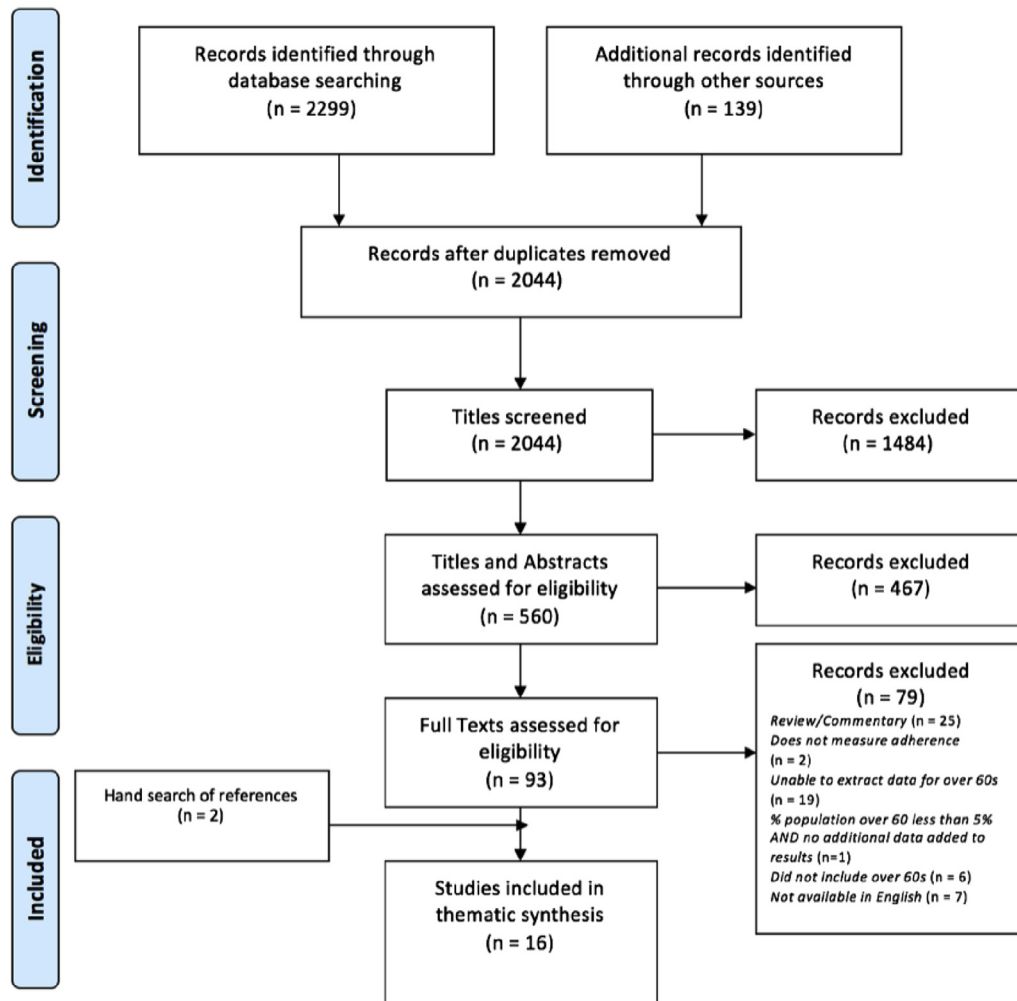 Identification
Records identified through
database searching
(n = 2299)
Additional records identified
through other sources
(n = 139)
Records after duplicates removed
(n = 2044)
Screening
Titles screened
(n = 2044)
Records excluded
(n = 1484)
Eligibility
Titles and Abstracts
assessed for eligibility
(n = 560)
Records excluded
(n = 467)
Full Texts assessed for
eligibility
(n = 93)
Records excluded
(n = 79)
Review/Commentary (n = 25)
Does not measure adherence
(n = 2)
Unable to extract data for over 60s
(n = 19)
% population over 60 less than 5%
AND no additional data added to
results (n=1)
Did not include over 60s (n = 6)
Not available in English (n = 7)
Included
Hand search of references
(n = 2)
Studies included in
thematic synthesis
(n = 16)